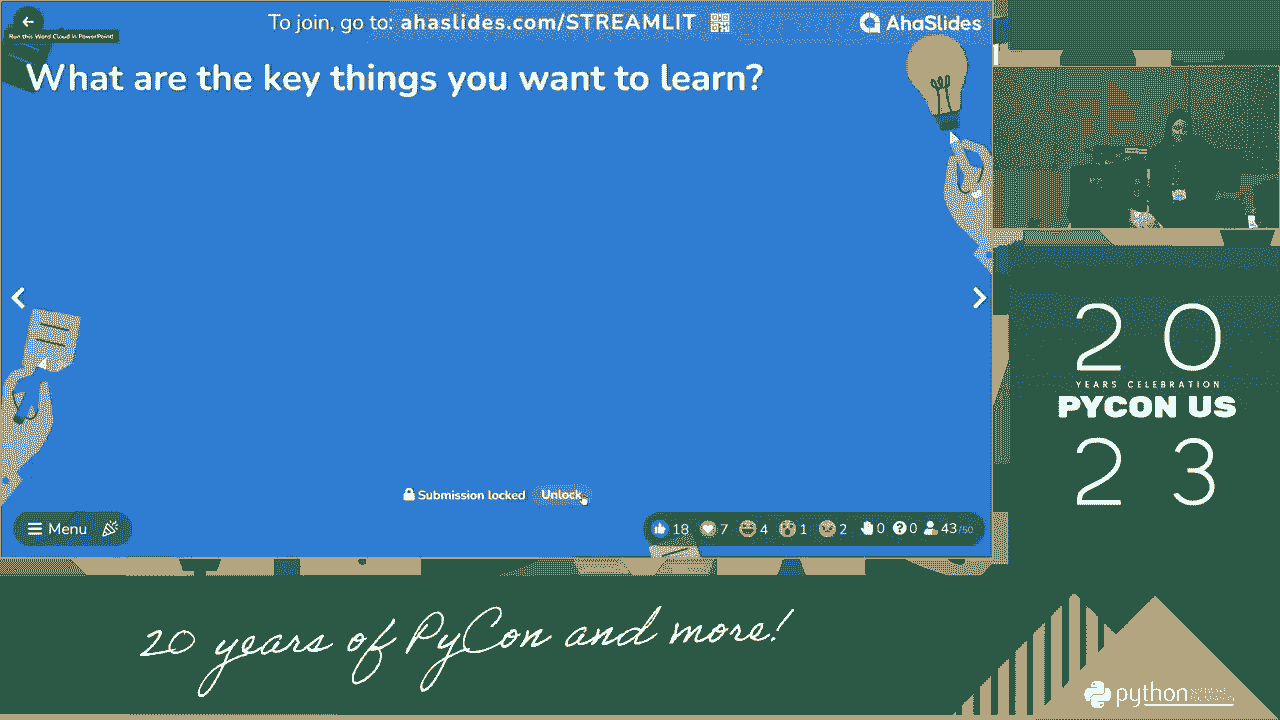 To join, go to: ahaslides.com/STREAMLIT
AhaSlides
Run this Word Cloud in PowerPoint!
What are the key things you want to learn?
Submission locked Unlock
Menu
18 7 4 1 2 0 0 43/50
20
YEARS CELEBRATION
PYCON US
23
20 years of PyCon and more!
python